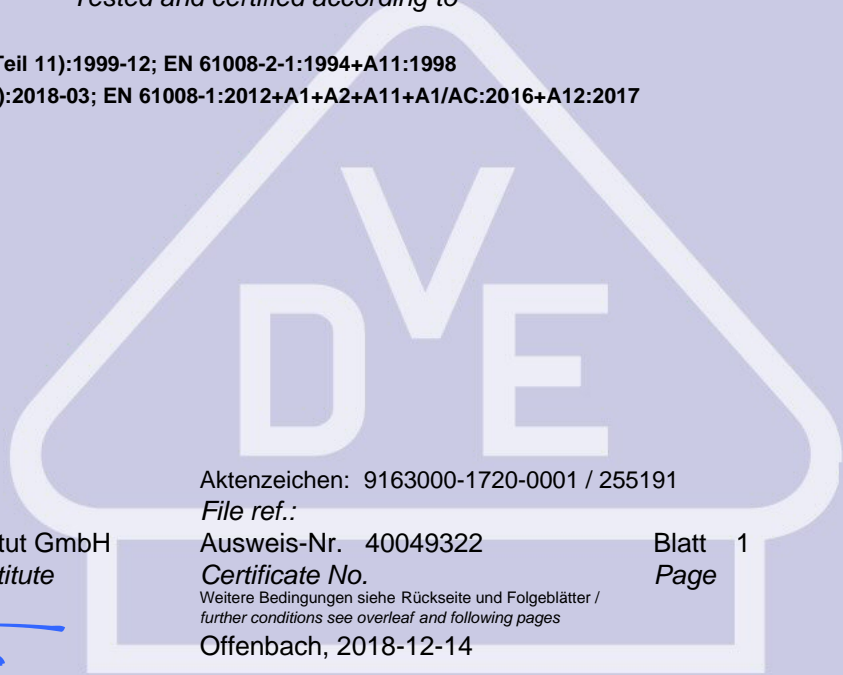 Tested and certified according to
Teil 11):1999-12; EN 61008-2-1:1994+A11:1998
):2018-03; EN 61008-1:2012+A1+A2+A11+A1/AC:2016+A12:2017
VDE
Aktenzeichen: 9163000-1720-0001 / 255191
File ref.:
tut GmbH Ausweis-Nr. 40049322 Blatt 1
titute Certificate No. Page
Weitere Bedingungen siehe Rückseite und Folgeblätter /
further conditions see overleaf and following pages
Offenbach, 2018-12-14